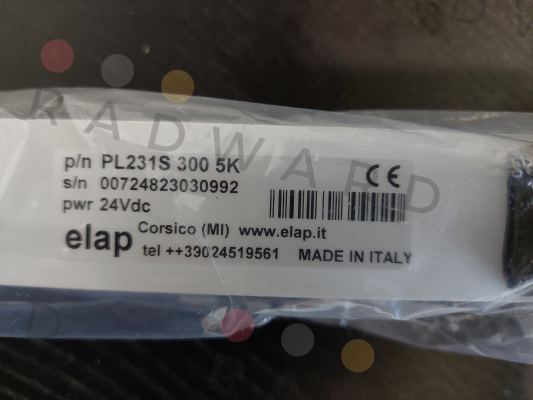 RADWARD
p/n PL231S 300 5K
s/n 00724823030992
pwr 24Vdc
CE
elap Corsico (MI) www.elap.it
tel ++39024519561 MADE IN ITALY
RADWARD